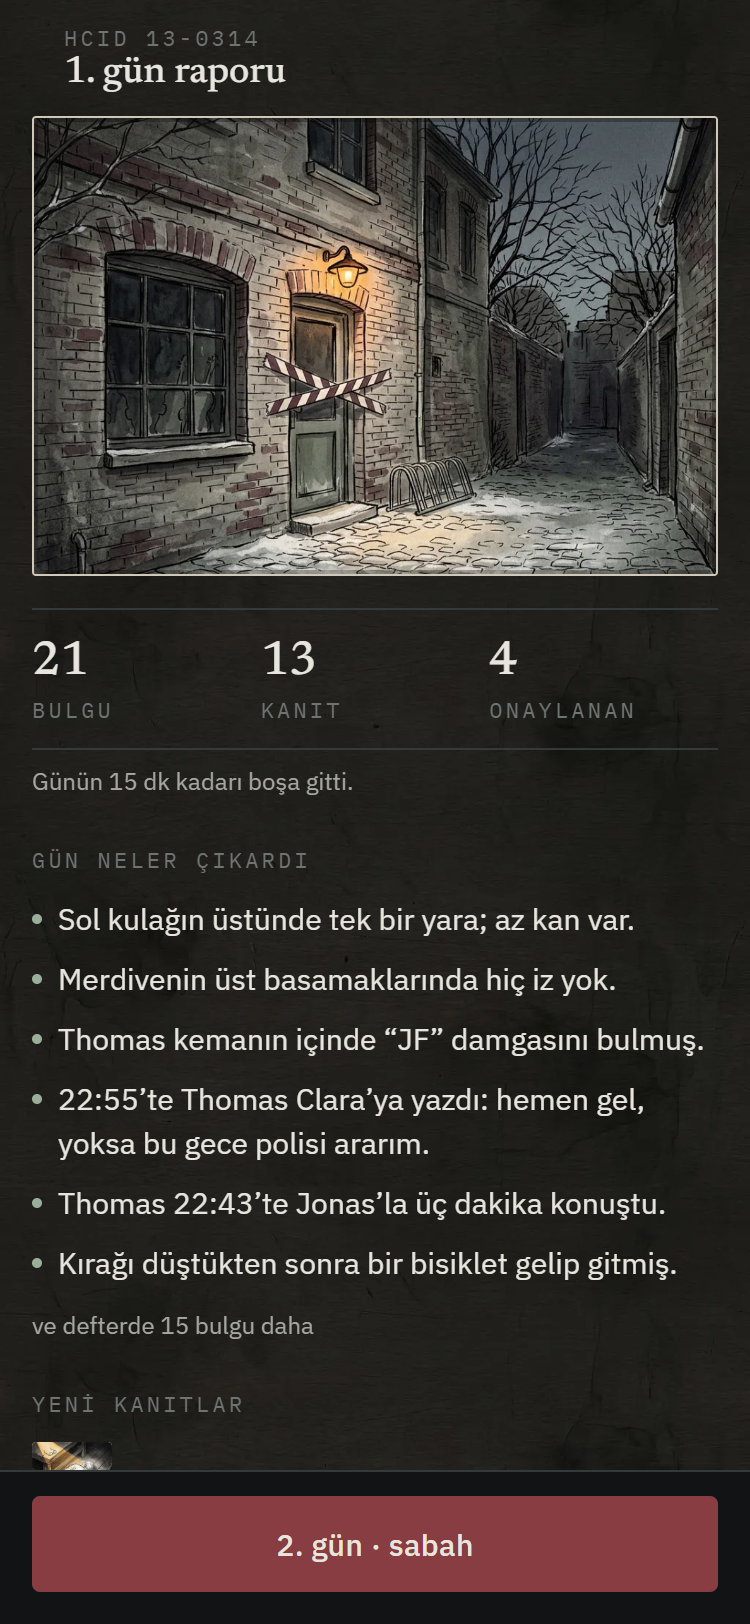 HCID 13-0314
1. gün raporu
21
BULGU
13
KANIT
4
ONAYLANAN
Günün 15 dk kadarı boşa gitti.
GÜN NELER ÇIKARDI
Sol kulağın üstünde tek bir yara; az kan var.
Merdivenin üst basamaklarında hiç iz yok.
Thomas kemanın içinde “JF” damgasını bulmuş.
22:55’te Thomas Clara’ya yazdı: hemen gel,
yoksa bu gece polisi ararım.
Thomas 22:43’te Jonas’la üç dakika konuştu.
Kırağı düştükten sonra bir bisiklet gelip gitmiş.
ve defterde 15 bulgu daha
YENİ KANITLAR
2. gün · sabah